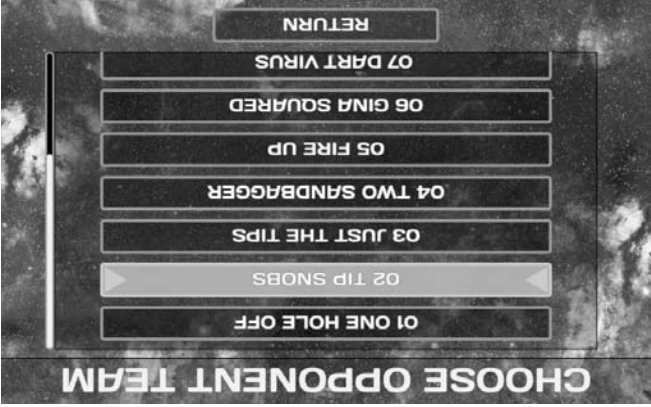 CHOOSE OPPONENT TEAM
01 ONE HOLE OFF
02 TIP SNOBS
03 JUST THE TIPS
04 TWO SANDBAGGER
05 FIRE UP
06 GINA SQUARED
07 DART VIRUS
RETURN